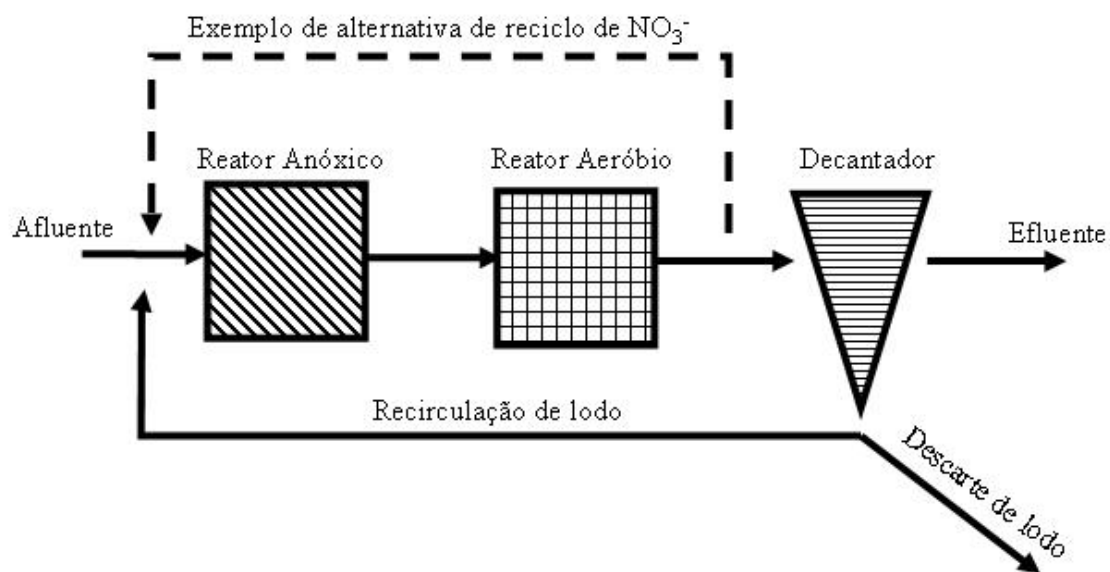 Exemplo de alternativa de reciclo de NO₃⁻
Reator Anóxico
Reator Aeróbio
Decantador
Afluente
Efluente
Recirculação de lodo
Descarte de lodo